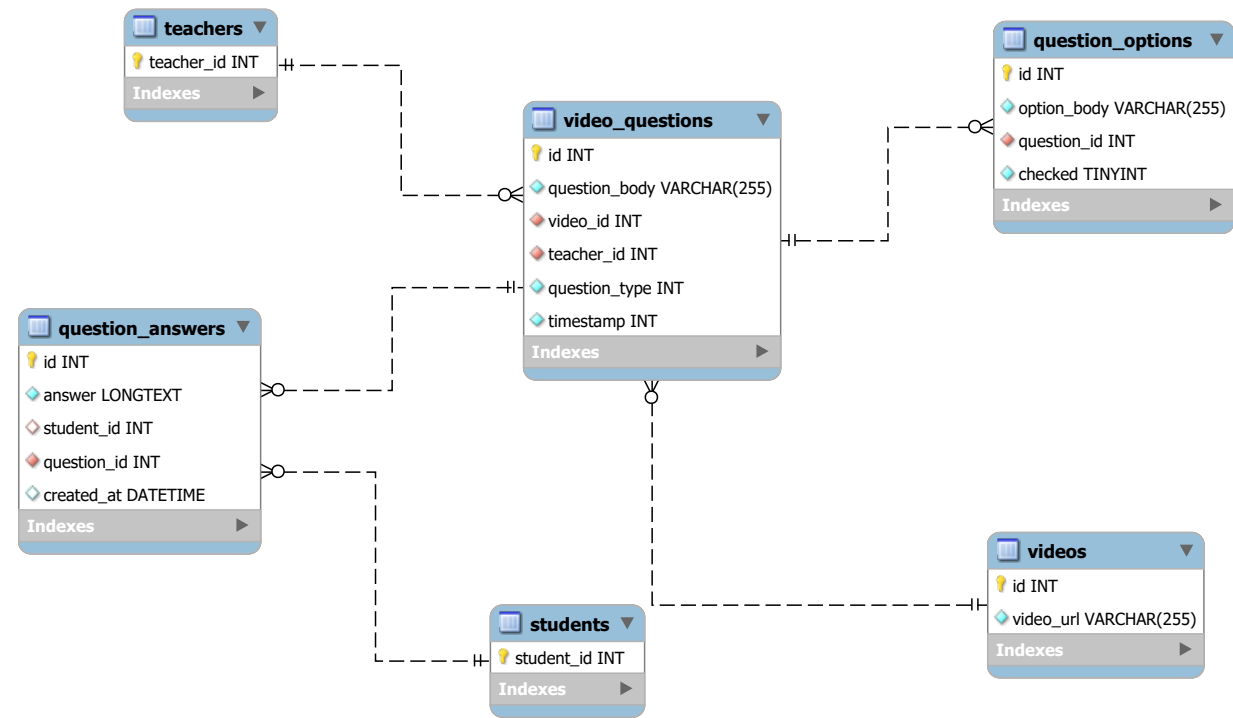 teachers
teacher_id INT
Indexes
question_options
id INT
option_body VARCHAR(255)
question_id INT
checked TINYINT
Indexes
video_questions
id INT
question_body VARCHAR(255)
video_id INT
teacher_id INT
question_type INT
timestamp INT
Indexes
question_answers
id INT
answer LONGTEXT
student_id INT
question_id INT
created_at DATETIME
Indexes
videos
id INT
video_url VARCHAR(255)
Indexes
students
student_id INT
Indexes